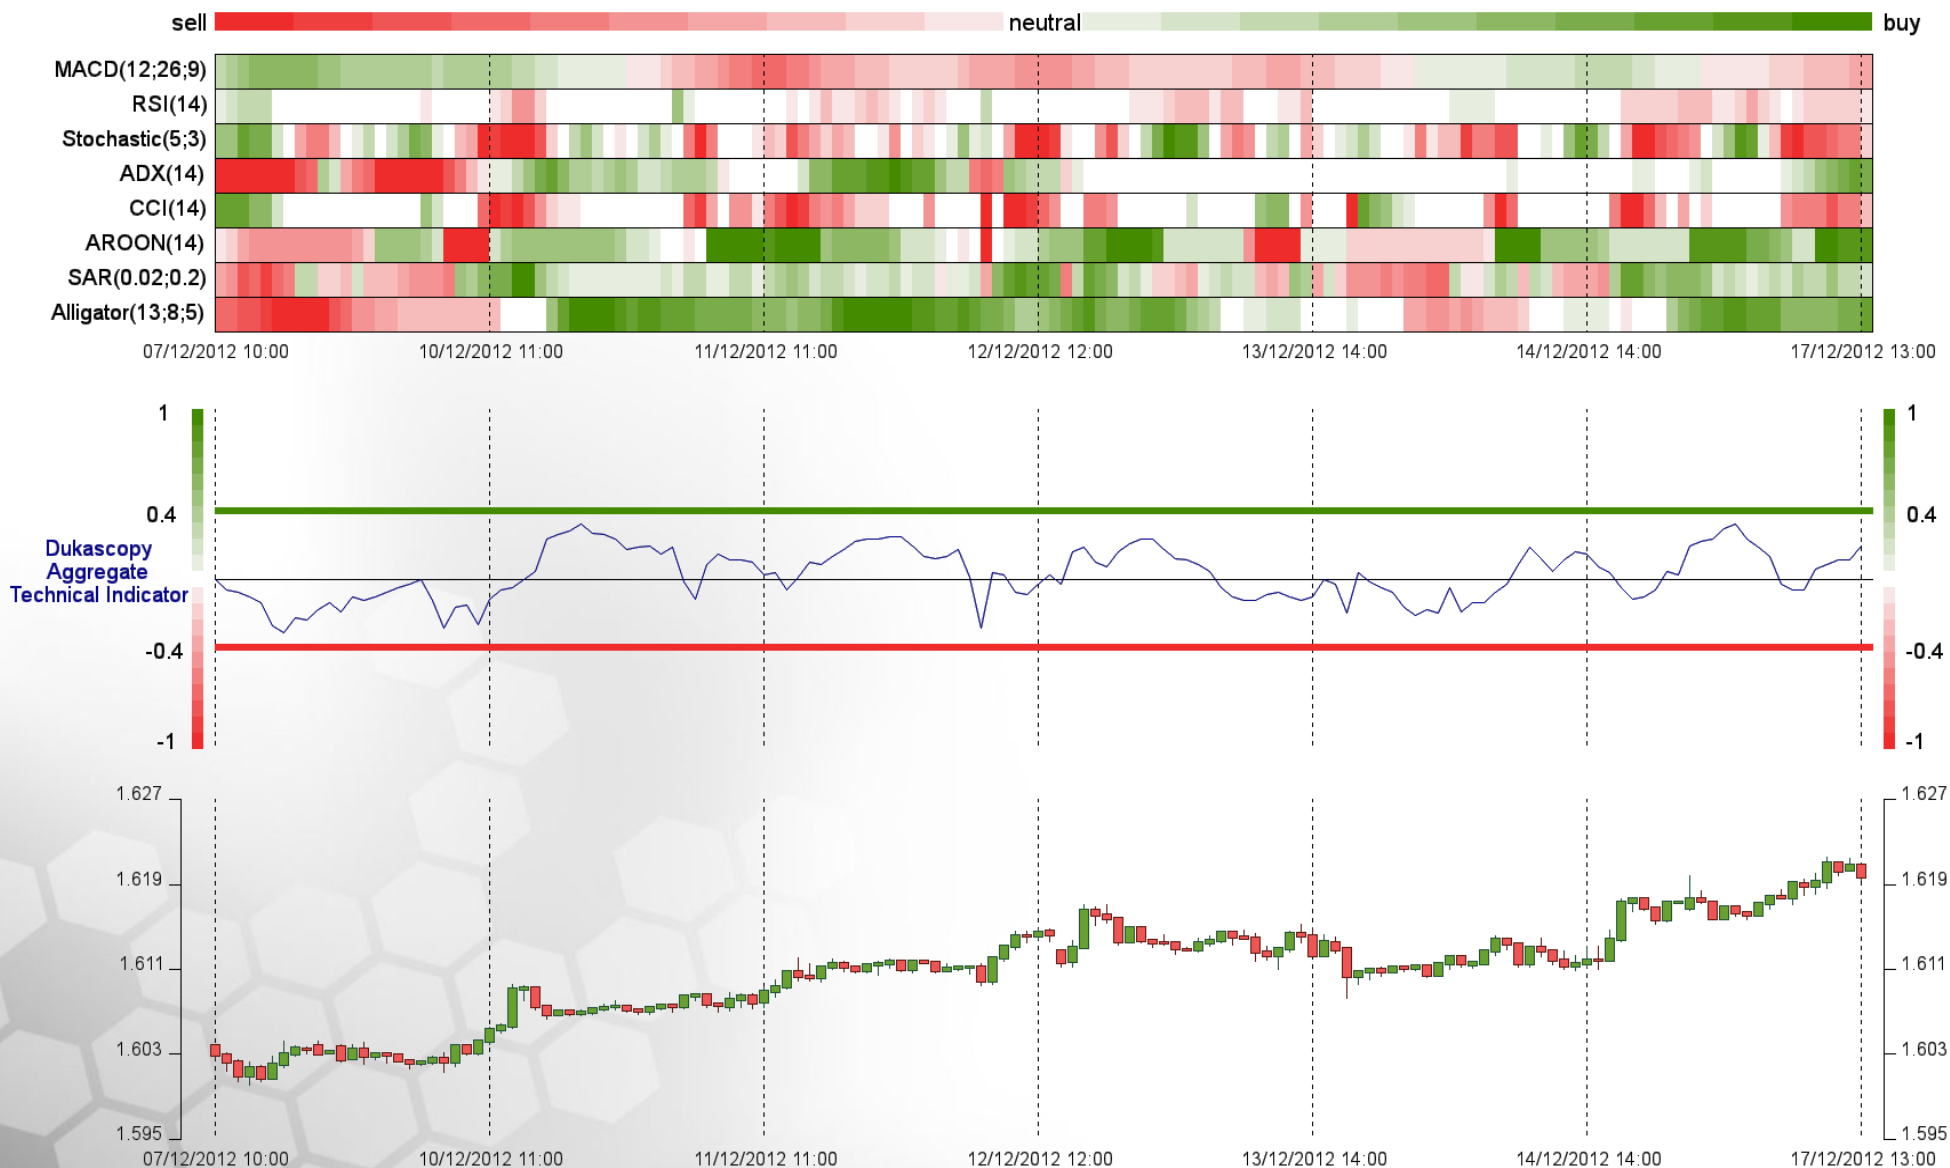 sell neutral buy
MACD(12;26;9)
RSI(14)
Stochastic(5;3)
ADX(14)
CCI(14)
AROON(14)
SAR(0.02;0.2)
Alligator(13;8;5)
07/12/2012 10:00 10/12/2012 11:00 11/12/2012 11:00 12/12/2012 12:00 13/12/2012 14:00 14/12/2012 14:00 17/12/2012 13:00
1 1
0.4 0.4
Dukascopy
Aggregate
Technical Indicator
-0.4 -0.4
-1 -1
1.627 1.627
1.619 1.619
1.611 1.611
1.603 1.603
1.595 1.595
07/12/2012 10:00 10/12/2012 11:00 11/12/2012 11:00 12/12/2012 12:00 13/12/2012 14:00 14/12/2012 14:00 17/12/2012 13:00